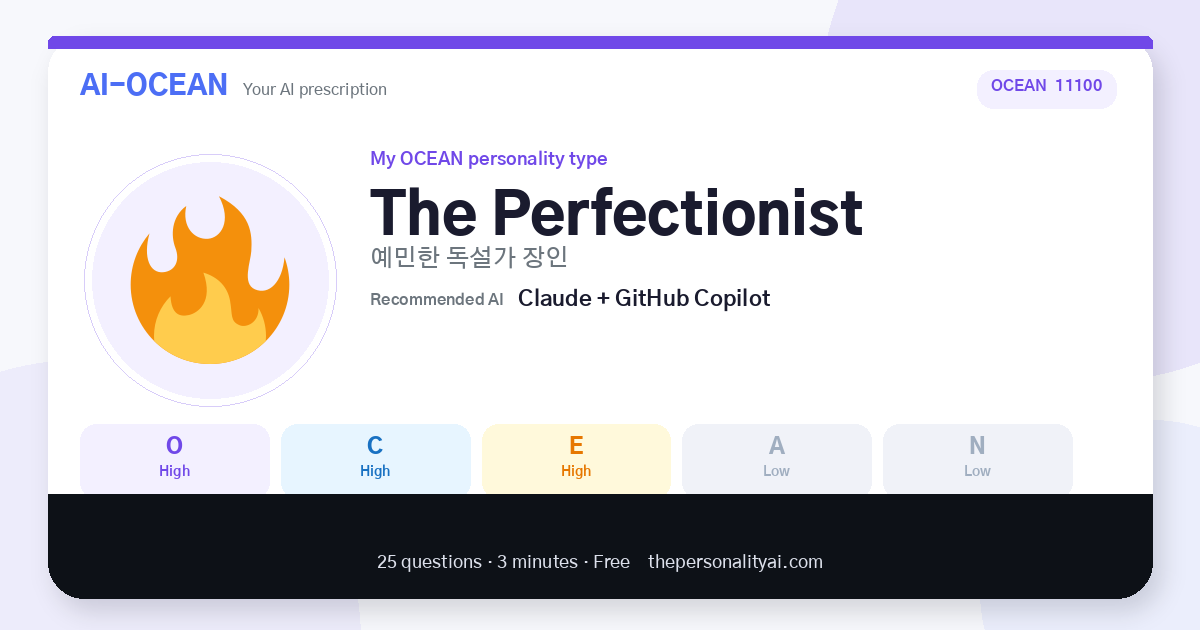 AI-OCEAN Your AI prescription OCEAN 11100
My OCEAN personality type
The Perfectionist
예민한 독설가 장인
Recommended AI Claude + GitHub Copilot
O C E A N
High High High Low Low
25 questions · 3 minutes · Free thepersonalityai.com